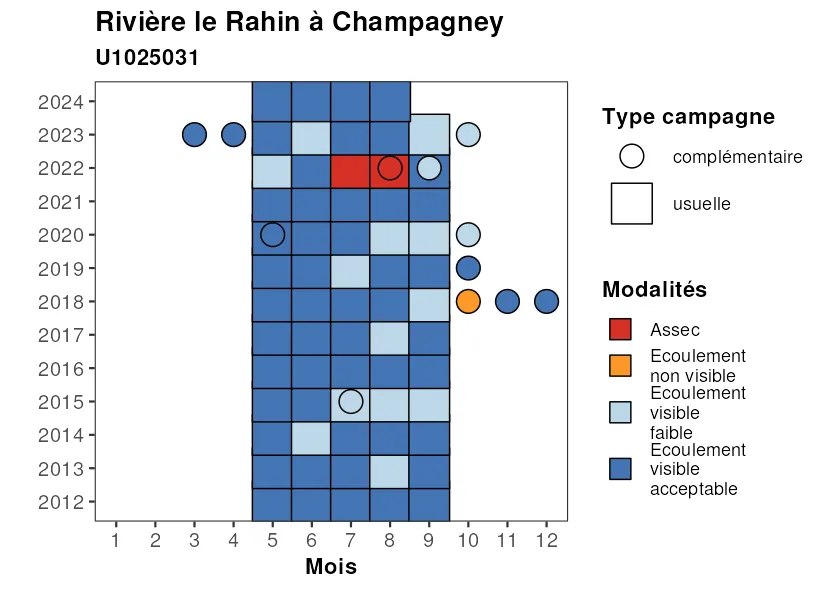 Rivière le Rahin à Champagney
U1025031
2024
2023
2022
2021
2020
2019
2018
2017
2016
2015
2014
2013
2012
1 2 3 4 5 6 7 8 9 10 11 12
Mois
Type campagne
complémentaire
usuelle
Modalités
Assec
Ecoulement
non visible
Ecoulement
visible
faible
Ecoulement
visible
acceptable